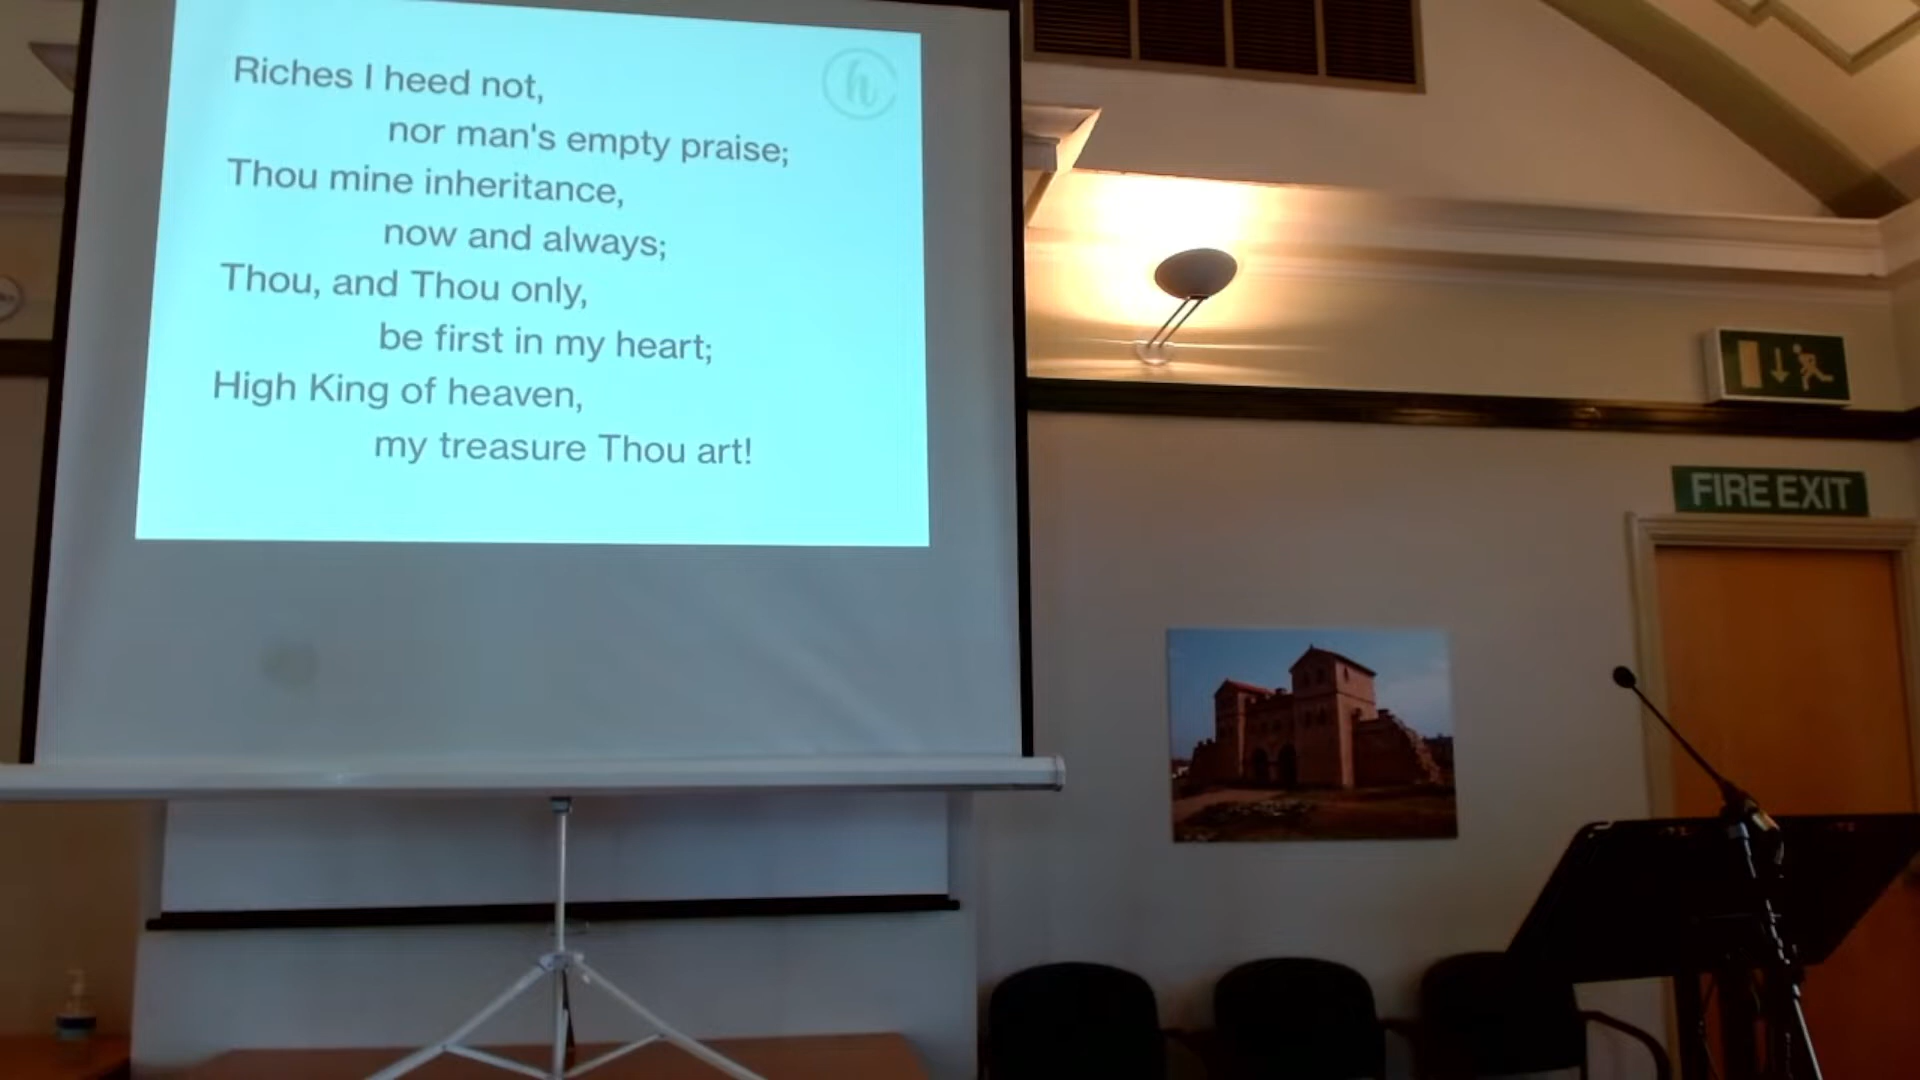 Riches I heed not,
nor man's empty praise;
Thou mine inheritance,
now and always;
Thou, and Thou only,
be first in my heart;
High King of heaven,
my treasure Thou art!
h
FIRE EXIT